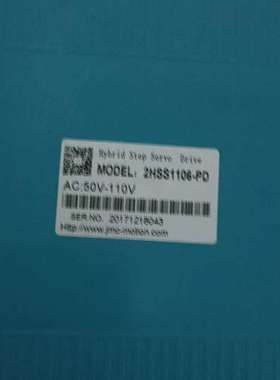 Hybrid Step Servo Drive
MODEL: 2HSS1106-PD
AC:50V-110V
SER.NO. 20171218043
Http://www.jmc-motion.com